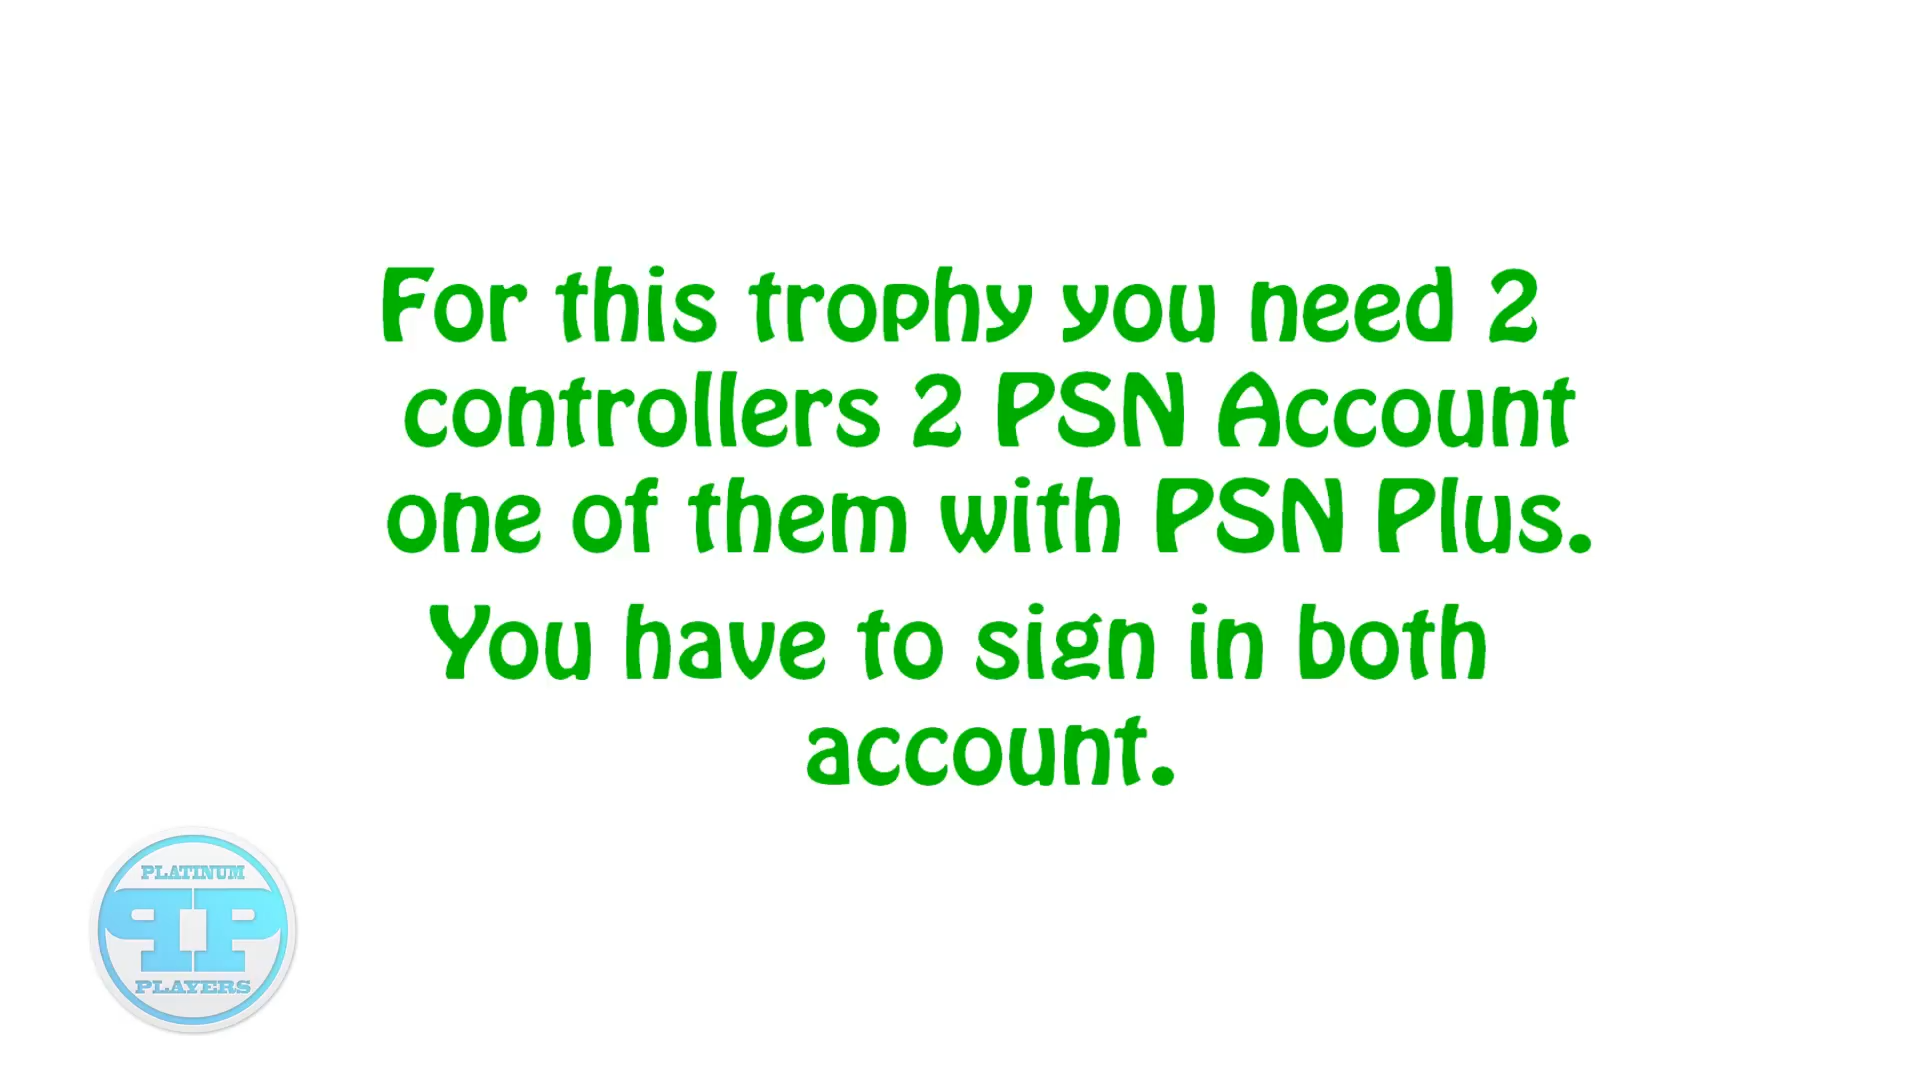 For this trophy you need 2
controllers 2 PSN Account
one of them with PSN Plus.
You have to sign in both
account.
PLATINUM
PP
PLAYERS